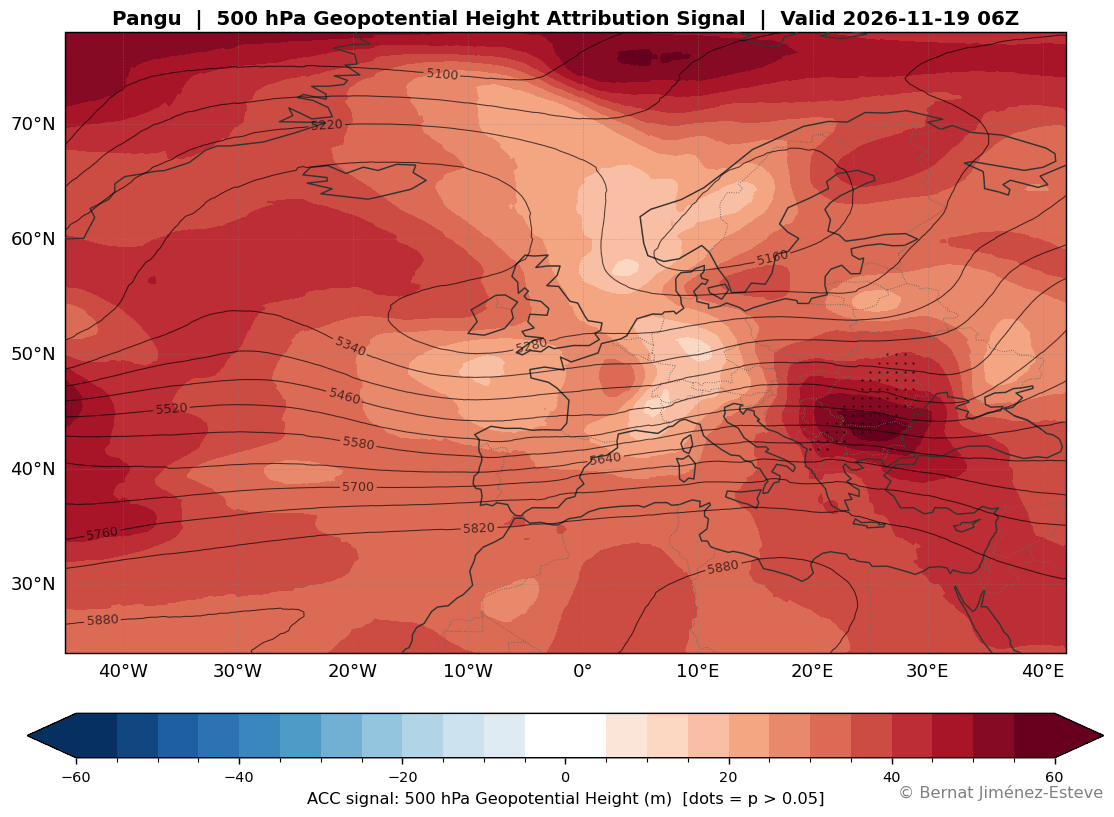 Pangu | 500 hPa Geopotential Height Attribution Signal | Valid 2026-11-19 06Z
5100
70°N
5220
60°N
5160
5340
5280
50°N
5460
5520
5580
5640
40°N
5700
5820
5760
5880
30°N
5880
40°W 30°W 20°W 10°W 0° 10°E 20°E 30°E 40°E
−60 −40 −20 0 20 40 60
ACC signal: 500 hPa Geopotential Height (m) [dots = p > 0.05]
© Bernat Jiménez-Esteve